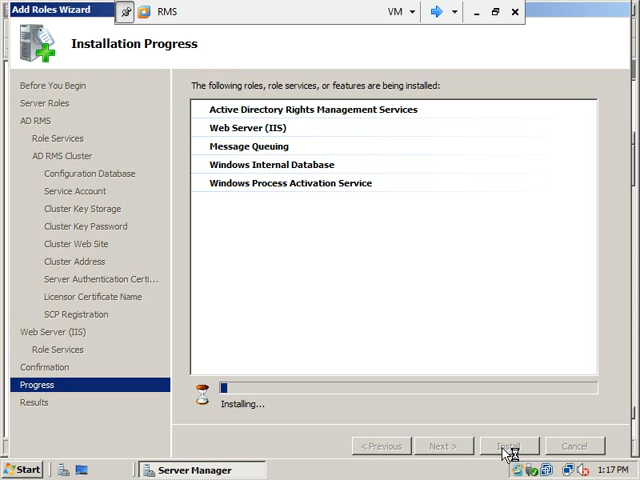 Add Roles Wizard
RMS
VM
Installation Progress
Before You Begin
Server Roles
AD RMS
Role Services
AD RMS Cluster
Configuration Database
Service Account
Cluster Key Storage
Cluster Key Password
Cluster Web Site
Cluster Address
Server Authentication Certi...
Licensor Certificate Name
SCP Registration
Web Server (IIS)
Role Services
Confirmation
Progress
Results
The following roles, role services, or features are being installed:
Active Directory Rights Management Services
Web Server (IIS)
Message Queuing
Windows Internal Database
Windows Process Activation Service
Installing...
< Previous
Next >
Install
Cancel
Start
Server Manager
1:17 PM